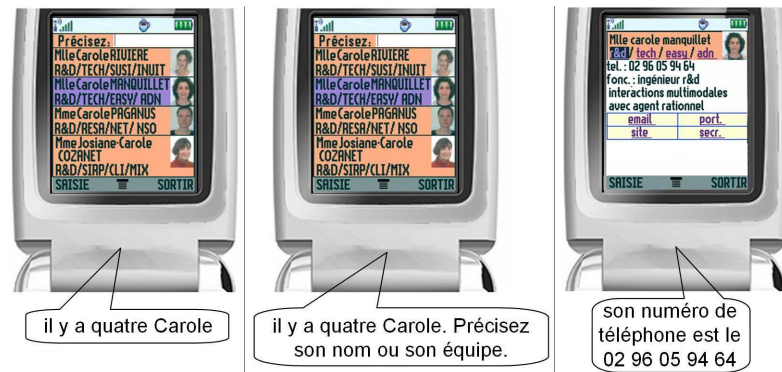 Précisez:
Mlle Carole RIVIERE
R&D/TECH/SUSI/INUIT
Mlle Carole MANQUILLET
R&D/TECH/EASY/ ADN
Mme Carole PAGANUS
R&D/RESA/NET/ NSO
Mme Josiane-Carole
COZANET
R&D/SIRP/CLI/MIX
SAISIE SORTIR
il y a quatre Carole
Précisez:
Mlle Carole RIVIERE
R&D/TECH/SUSI/INUIT
Mlle Carole MANQUILLET
R&D/TECH/EASY/ ADN
Mme Carole PAGANUS
R&D/RESA/NET/ NSO
Mme Josiane-Carole
COZANET
R&D/SIRP/CLI/MIX
SAISIE SORTIR
il y a quatre Carole. Précisez
son nom ou son équipe.
Mlle carole manquillet
r&d / tech / easy / adn
tel. : 02 96 05 94 64
fonc. : ingénieur r&d
interactions multimodales
avec agent rationnel
email port.
site secr.
SAISIE SORTIR
son numéro de
téléphone est le
02 96 05 94 64